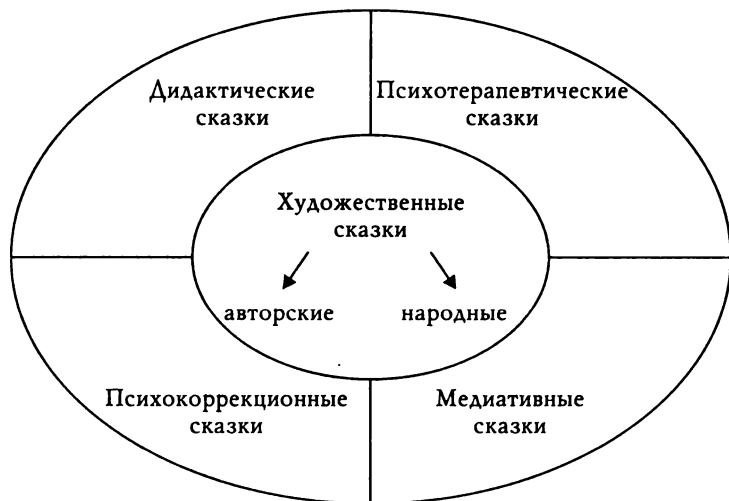 Дидактические
сказки
Психотерапевтические
сказки
Художественные
сказки
авторские
народные
Психокоррекционные
сказки
Медиативные
сказки